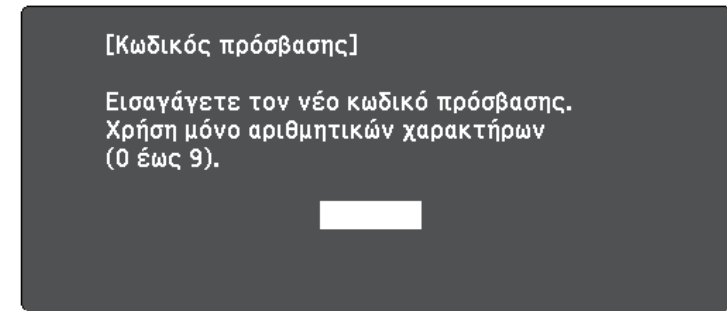 [Κωδικός πρόσβασης]
Εισαγάγετε τον νέο κωδικό πρόσβασης.
Χρήση μόνο αριθμητικών χαρακτήρων
(0 έως 9).